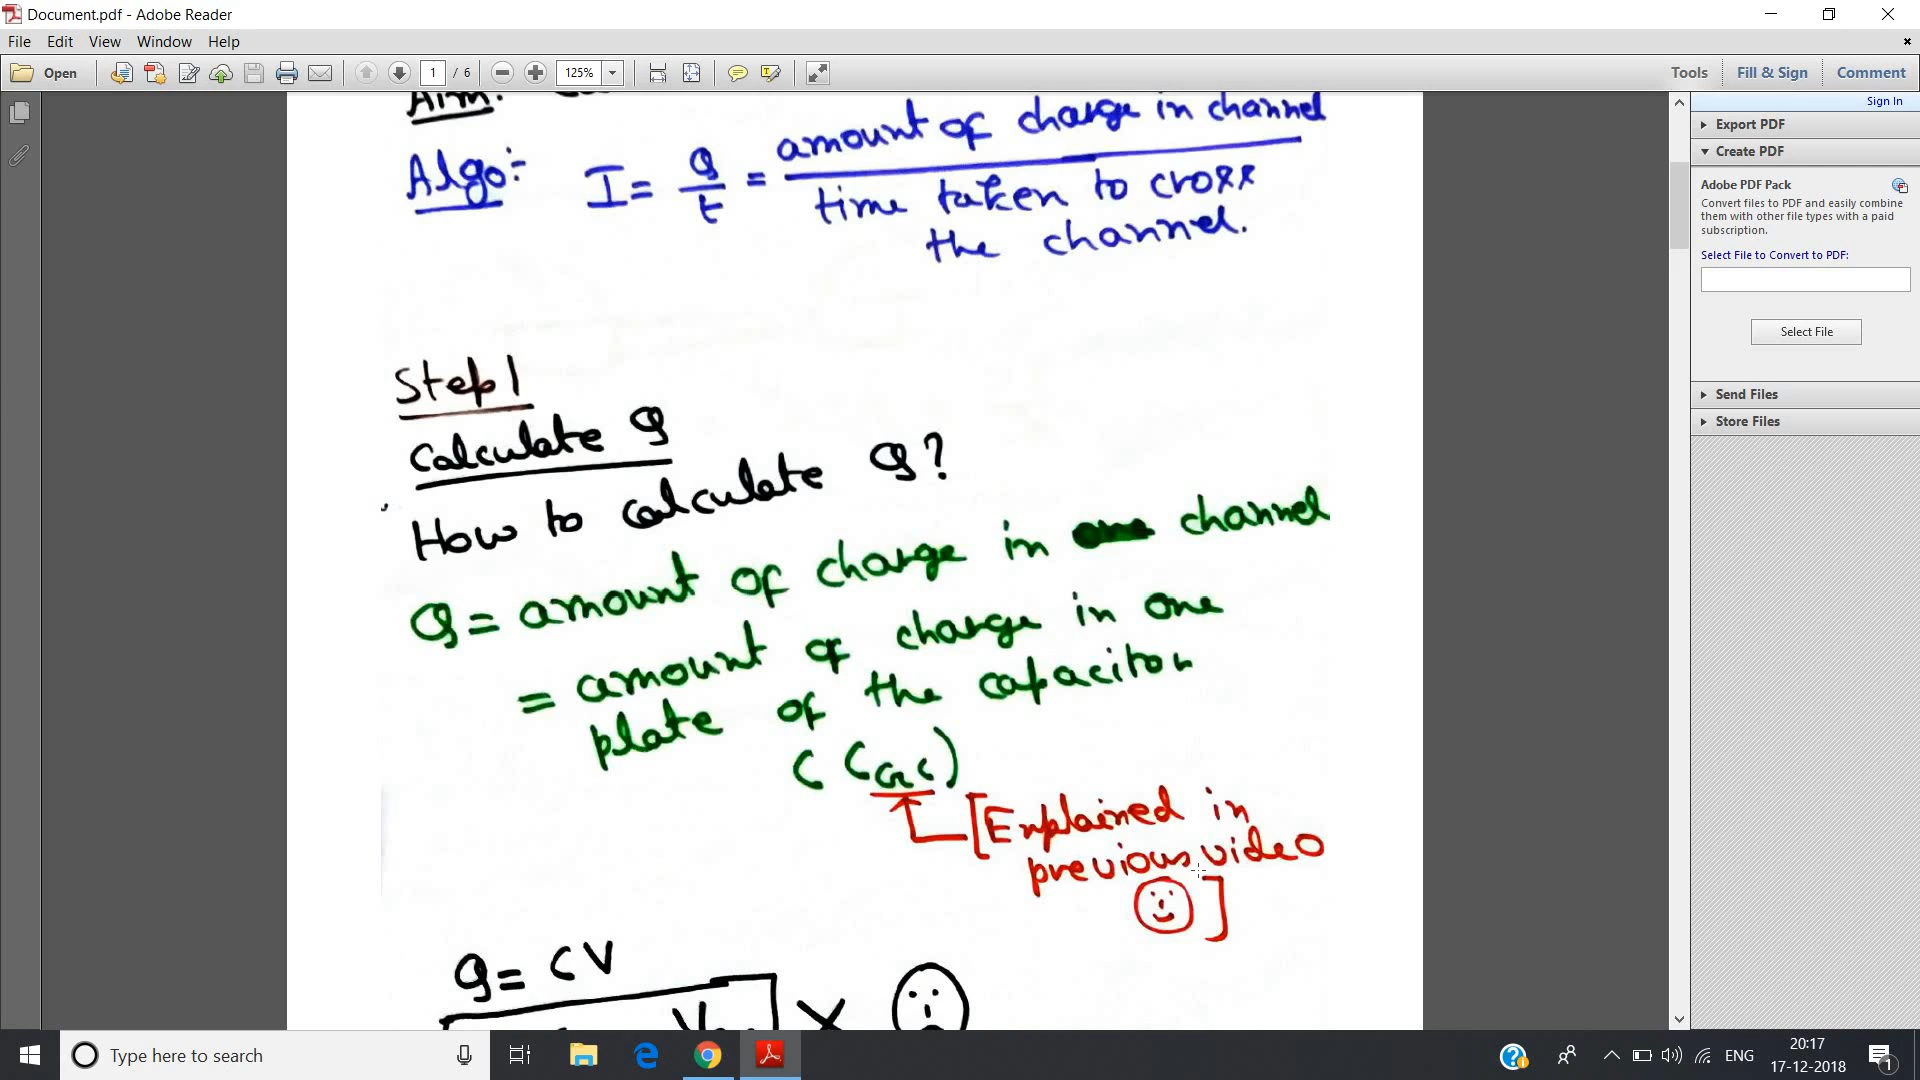 Document.pdf - Adobe Reader
File Edit View Window Help
Open 1 / 6 125% Tools Fill & Sign Comment
Sign In
Export PDF
Create PDF
Adobe PDF Pack
Convert files to PDF and easily combine
them with other file types with a paid
subscription.
Select File to Convert to PDF:
Select File
Send Files
Store Files
Aim:
Algo:- I = Q/t = amount of charge in channel
time taken to cross
the channel.
Step 1
Calculate Q
How to calculate Q?
Q = amount of charge in channel
= amount of charge in one
plate of the capacitor
( CGC)
[Explained in
previous video
]
Q = CV
Type here to search
ENG
20:17
17-12-2018
1